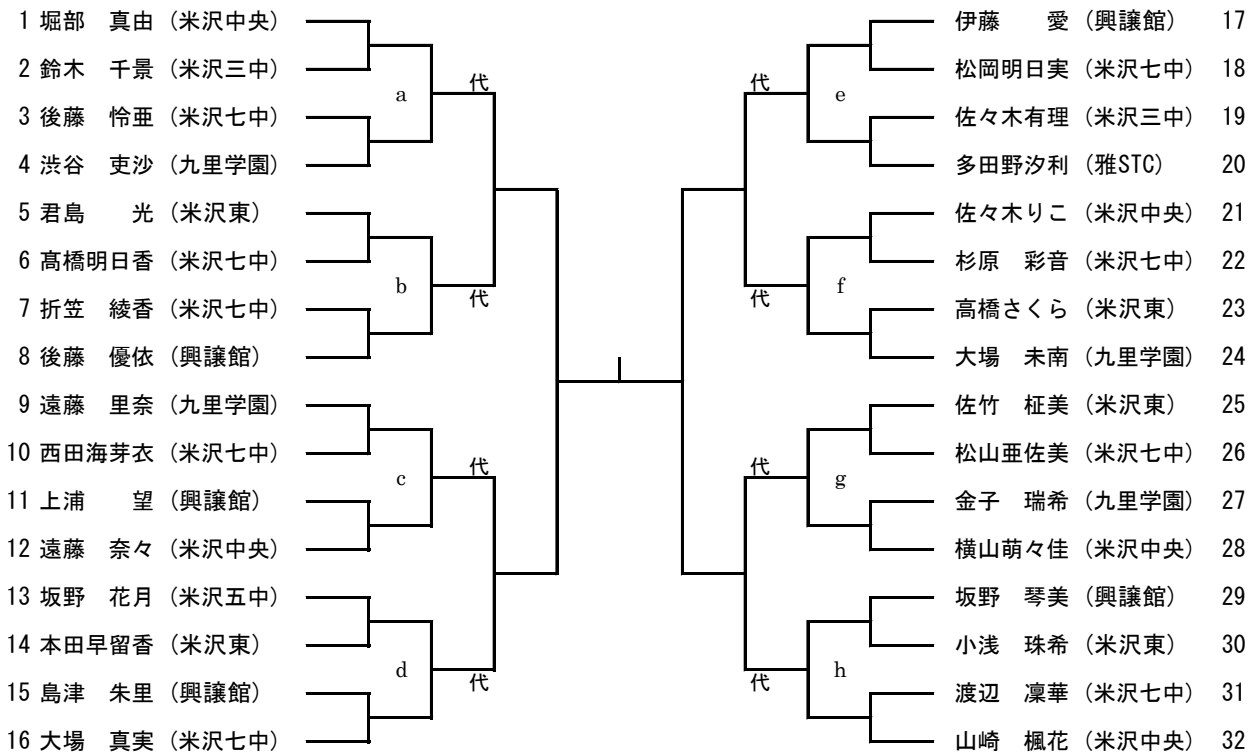 1 堀部　真由（米沢中央）
2 鈴木　千景（米沢三中）
3 後藤　怜亜（米沢七中）
4 渋谷　吏沙（九里学園）
5 君島　　光（米沢東）
6 髙橋明日香（米沢七中）
7 折笠　綾香（米沢七中）
8 後藤　優依（興譲館）
9 遠藤　里奈（九里学園）
10 西田海芽衣（米沢七中）
11 上浦　　望（興譲館）
12 遠藤　奈々（米沢中央）
13 坂野　花月（米沢五中）
14 本田早留香（米沢東）
15 島津　朱里（興譲館）
16 大場　真実（米沢七中）
a
b
c
d
代
代
代
代
代
代
代
代
e
f
g
h
伊藤　　愛（興譲館） 17
松岡明日実（米沢七中） 18
佐々木有理（米沢三中） 19
多田野汐利（雅STC） 20
佐々木りこ（米沢中央） 21
杉原　彩音（米沢七中） 22
高橋さくら（米沢東） 23
大場　未南（九里学園） 24
佐竹　柾美（米沢東） 25
松山亜佐美（米沢七中） 26
金子　瑞希（九里学園） 27
横山萌々佳（米沢中央） 28
坂野　琴美（興譲館） 29
小浅　珠希（米沢東） 30
渡辺　凜華（米沢七中） 31
山崎　楓花（米沢中央） 32